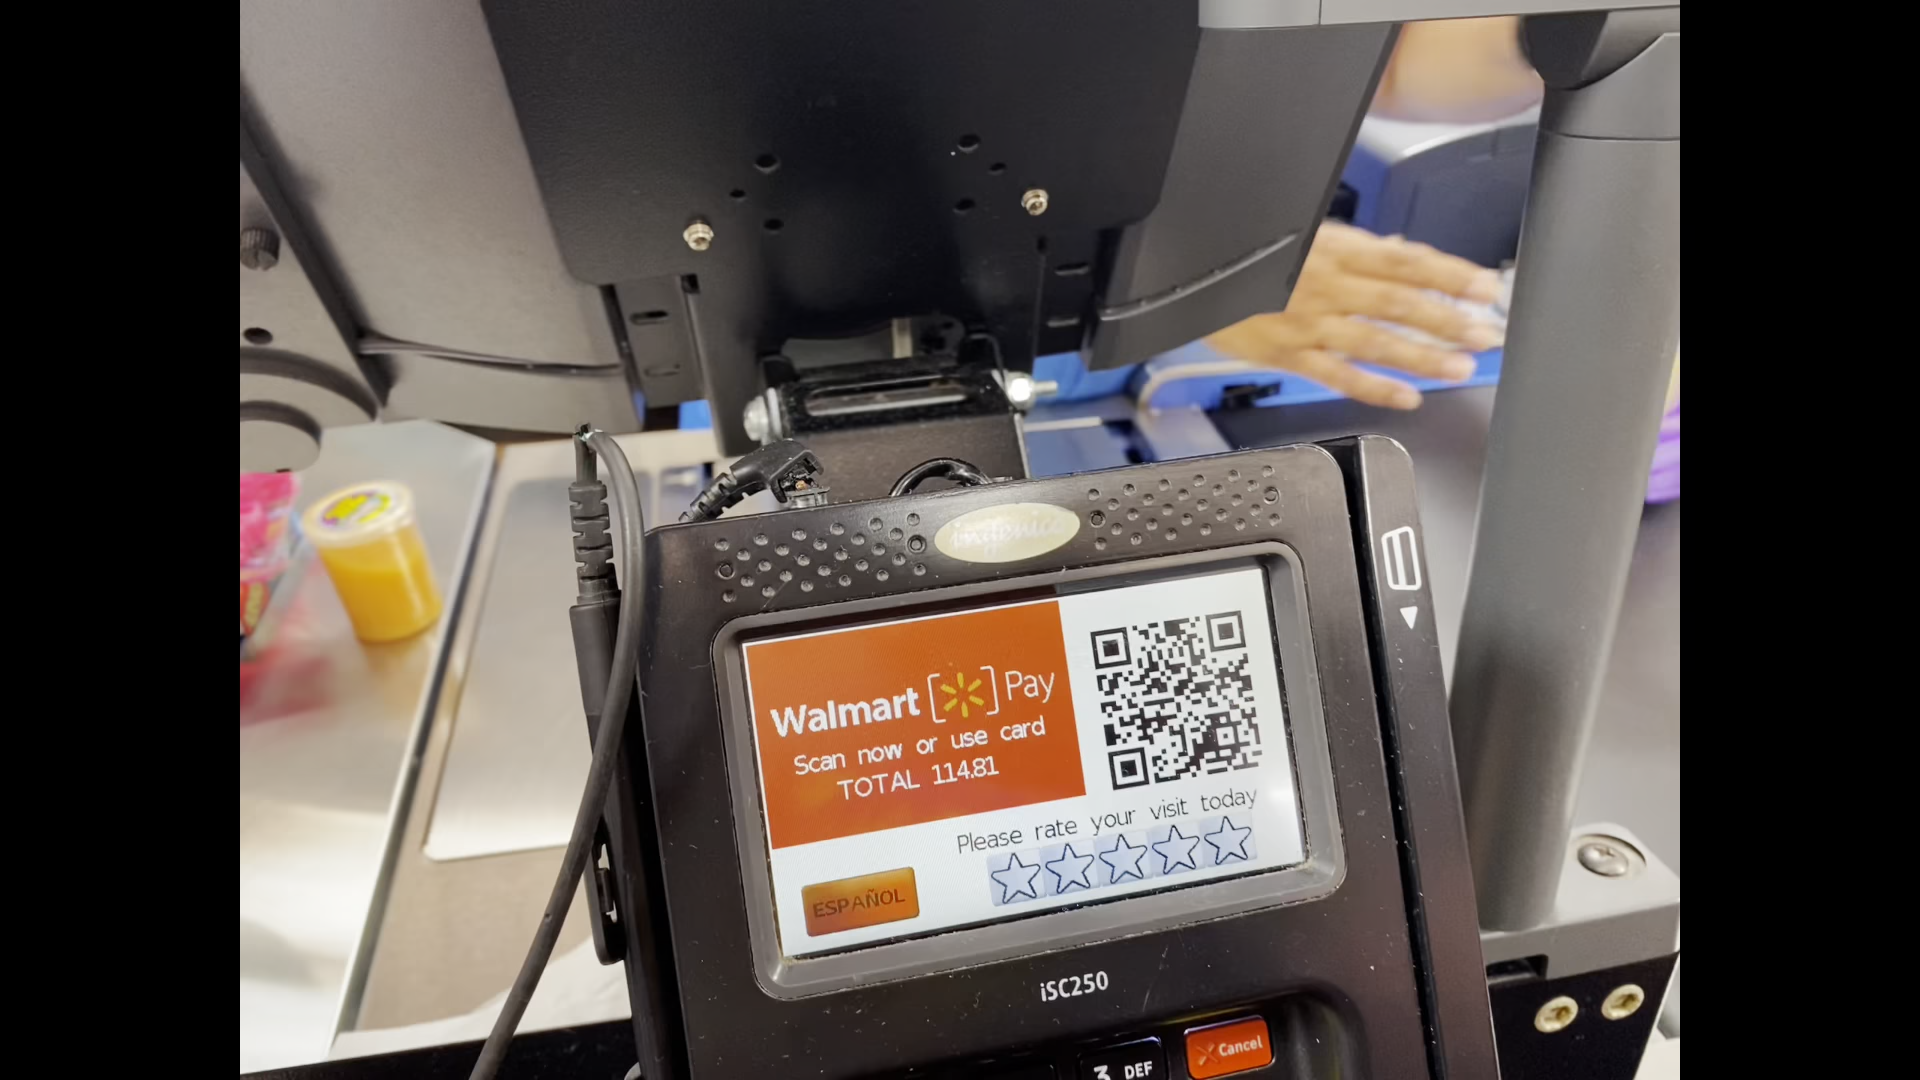 ingenico
Walmart Pay
Scan now or use card
TOTAL 114.81
Please rate your visit today
ESPAÑOL
iSC250
3 DEF
Cancel